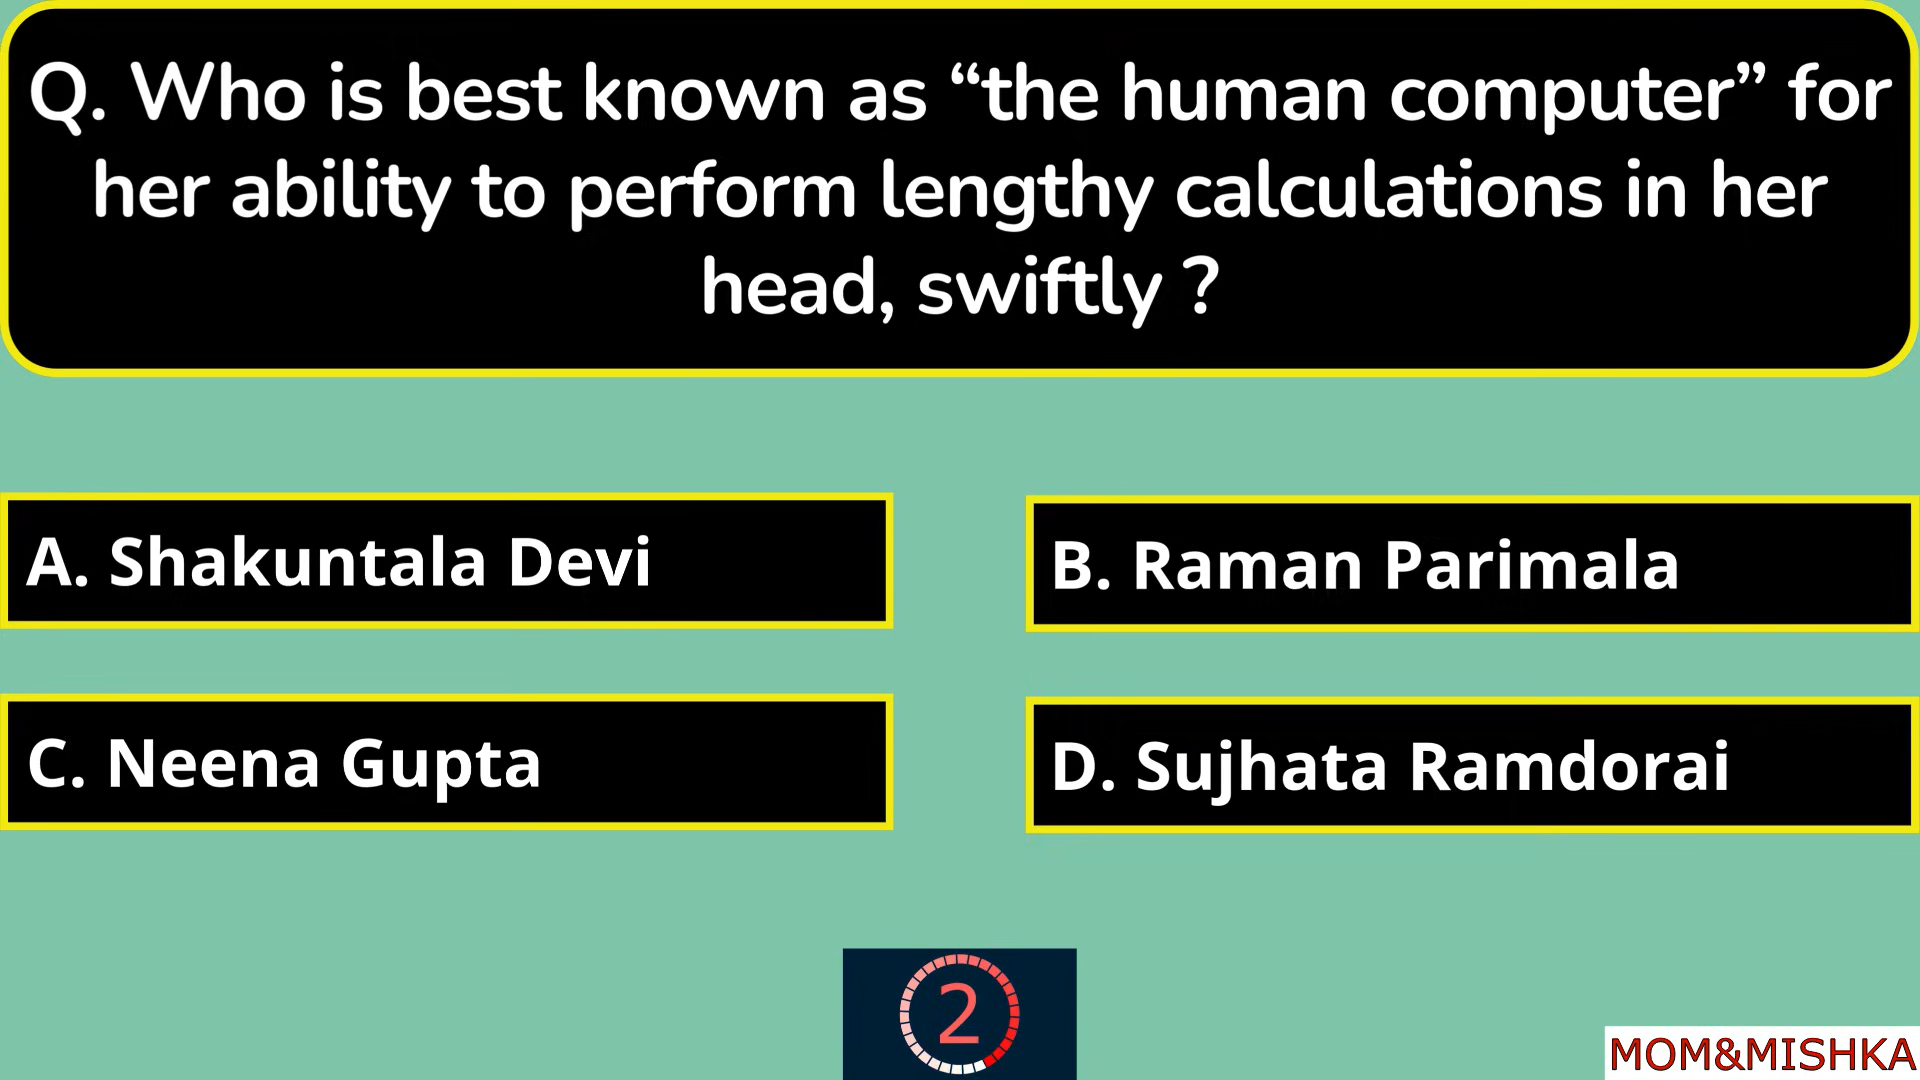 Q. Who is best known as “the human computer” for
her ability to perform lengthy calculations in her
head, swiftly ?
A. Shakuntala Devi
B. Raman Parimala
C. Neena Gupta
D. Sujhata Ramdorai
2
MOM&MISHKA